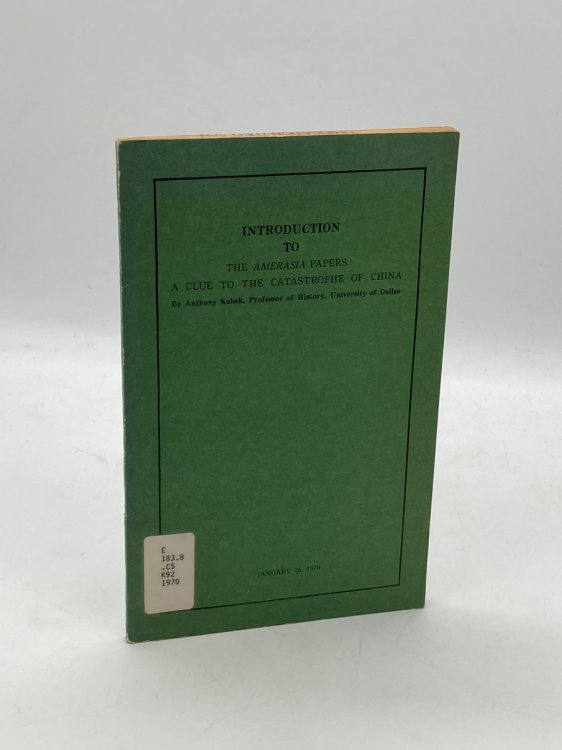 INTRODUCTION
TO
THE AMERASIA PAPERS:
A CLUE TO THE CATASTROPHE OF CHINA
By Anthony Kubek, Professor of History, University of Dallas
E
183.8
.C5
K92
1970
JANUARY 26, 1970